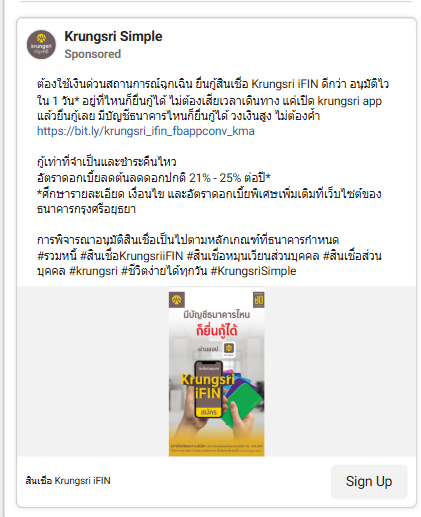 Krungsri Simple
Sponsored
krungsri
กรุงศรี
ต้องใช้เงินด่วนสถานการณ์ฉุกเฉิน ยื่นกู้สินเชื่อ Krungsri iFIN ดีกว่า อนุมัติไว
ใน 1 วัน* อยู่ที่ไหนก็ยื่นกู้ได้ ไม่ต้องเสียเวลาเดินทาง แค่เปิด krungsri app
แล้วยื่นกู้เลย มีบัญชีธนาคารไหนก็ยื่นกู้ได้ วงเงินสูง ไม่ต้องค้ำ
https://bit.ly/krungsri_ifin_fbappconv_kma
กู้เท่าที่จำเป็นและชำระคืนไหว
อัตราดอกเบี้ยลดต้นลดดอกปกติ 21% - 25% ต่อปี*
*ศึกษารายละเอียด เงื่อนไข และอัตราดอกเบี้ยพิเศษเพิ่มเติมที่เว็บไซต์ของ
ธนาคารกรุงศรีอยุธยา
การพิจารณาอนุมัติสินเชื่อเป็นไปตามหลักเกณฑ์ที่ธนาคารกำหนด
#รวมหนี้ #สินเชื่อKrungsriiFIN #สินเชื่อหมุนเวียนส่วนบุคคล #สินเชื่อส่วน
บุคคล #krungsri #ชีวิตง่ายได้ทุกวัน #KrungsriSimple
มีบัญชีธนาคารไหน
ก็ยื่นกู้ได้
ผ่านแอป
Krungsri
iFIN
สมัคร
สินเชื่อ Krungsri iFIN
Sign Up